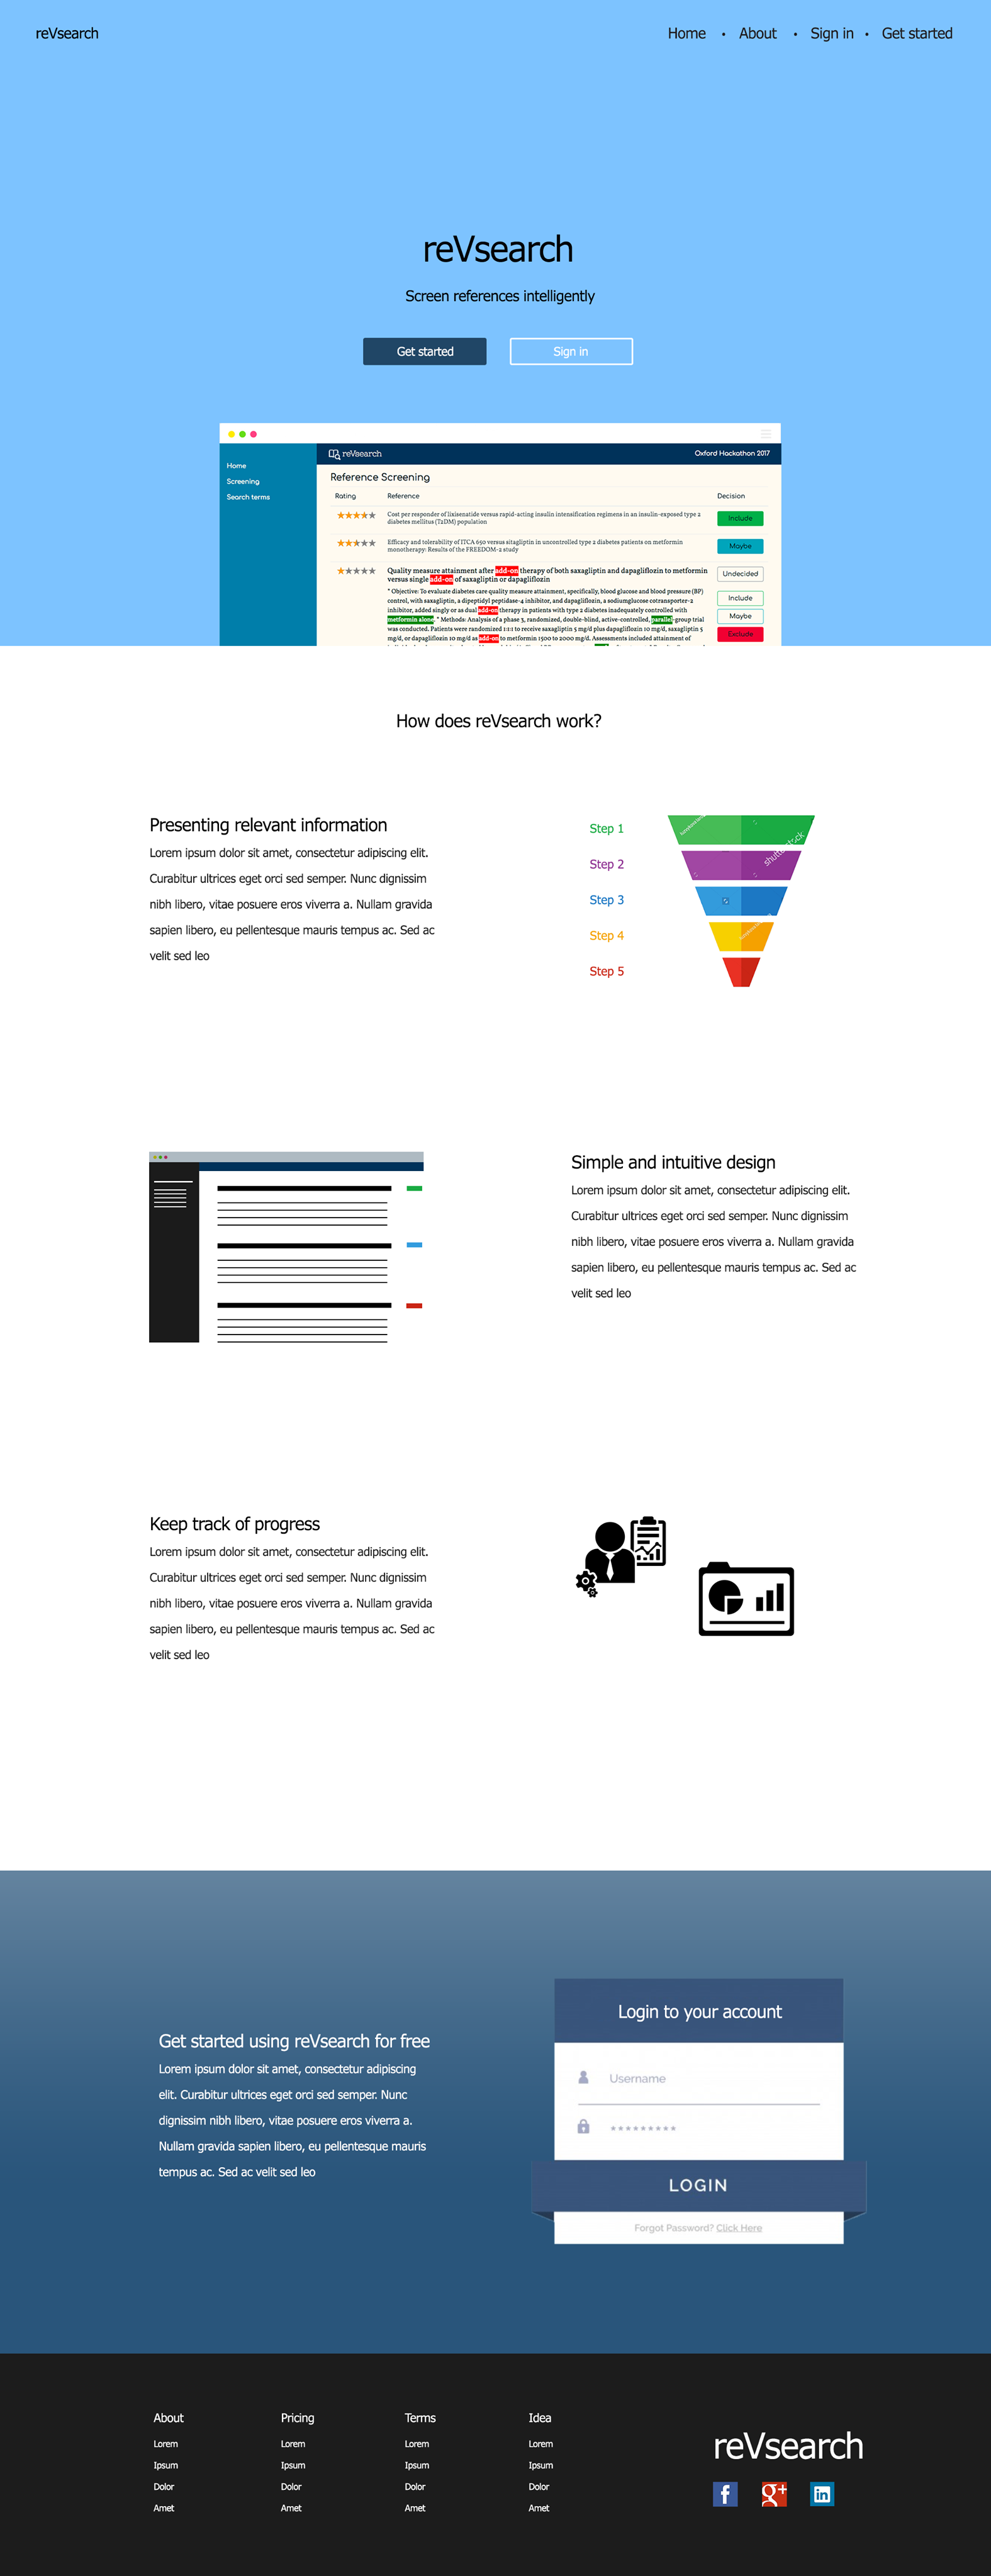 reVsearch
Home • About • Sign in • Get started
reVsearch
Screen references intelligently
Get started
Sign in
reVsearch
Oxford Hackathon 2017
Home
Screening
Search terms
Reference Screening
Rating
Reference
Decision
Cost per responder of lixisenatide versus rapid-acting insulin intensification regimens in an insulin-exposed type 2
diabetes mellitus (T2DM) population
Include
Efficacy and tolerability of ITCA 650 versus sitagliptin in uncontrolled type 2 diabetes patients on metformin
monotherapy: Results of the FREEDOM-2 study
Maybe
Quality measure attainment after add-on therapy of both saxagliptin and dapagliflozin to metformin
versus single add-on of saxagliptin or dapagliflozin
Undecided
* Objective: To evaluate diabetes care quality measure attainment, specifically, blood glucose and blood pressure (BP)
control, with saxagliptin, a dipeptidyl peptidase-4 inhibitor, and dapagliflozin, a sodiumglucose cotransporter-2
inhibitor, added singly or as dual add-on therapy in patients with type 2 diabetes inadequately controlled with
metformin alone. * Methods: Analysis of a phase 3, randomized, double-blind, active-controlled, parallel-group trial
was conducted. Patients were randomized 1:1:1 to receive saxagliptin 5 mg/d plus dapagliflozin 10 mg/d, saxagliptin 5
mg/d, or dapagliflozin 10 mg/d as add-on to metformin 1500 to 2000 mg/d. Assessments included attainment of
Include
Maybe
Exclude
How does reVsearch work?
Presenting relevant information
Lorem ipsum dolor sit amet, consectetur adipiscing elit.
Curabitur ultrices eget orci sed semper. Nunc dignissim
nibh libero, vitae posuere eros viverra a. Nullam gravida
sapien libero, eu pellentesque mauris tempus ac. Sed ac
velit sed leo
Step 1
Step 2
Step 3
Step 4
Step 5
Simple and intuitive design
Lorem ipsum dolor sit amet, consectetur adipiscing elit.
Curabitur ultrices eget orci sed semper. Nunc dignissim
nibh libero, vitae posuere eros viverra a. Nullam gravida
sapien libero, eu pellentesque mauris tempus ac. Sed ac
velit sed leo
Keep track of progress
Lorem ipsum dolor sit amet, consectetur adipiscing elit.
Curabitur ultrices eget orci sed semper. Nunc dignissim
nibh libero, vitae posuere eros viverra a. Nullam gravida
sapien libero, eu pellentesque mauris tempus ac. Sed ac
velit sed leo
Get started using reVsearch for free
Lorem ipsum dolor sit amet, consectetur adipiscing
elit. Curabitur ultrices eget orci sed semper. Nunc
dignissim nibh libero, vitae posuere eros viverra a.
Nullam gravida sapien libero, eu pellentesque mauris
tempus ac. Sed ac velit sed leo
Login to your account
Username
*********
LOGIN
Forgot Password? Click Here
About
Lorem
Ipsum
Dolor
Amet
Pricing
Lorem
Ipsum
Dolor
Amet
Terms
Lorem
Ipsum
Dolor
Amet
Idea
Lorem
Ipsum
Dolor
Amet
reVsearch
f
g+
in